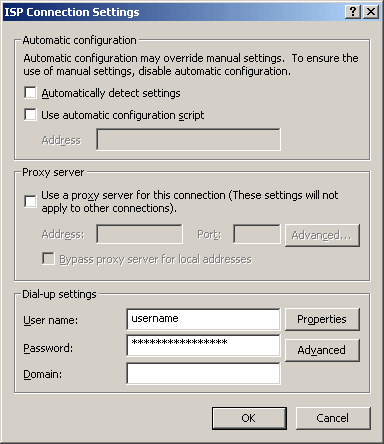 ISP Connection Settings
Automatic configuration
Automatic configuration may override manual settings. To ensure the
use of manual settings, disable automatic configuration.
Automatically detect settings
Use automatic configuration script
Address
Proxy server
Use a proxy server for this connection (These settings will not
apply to other connections).
Address: Port: Advanced...
Bypass proxy server for local addresses
Dial-up settings
User name: username Properties
Password: **************** Advanced
Domain:
OK Cancel